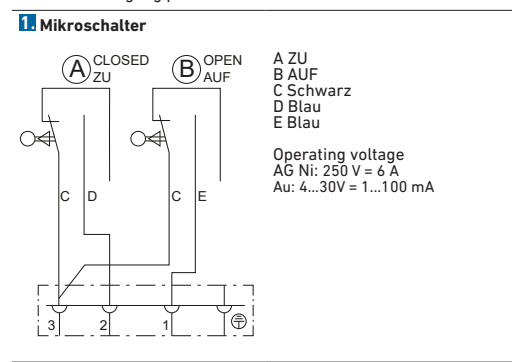 1. Mikroschalter
A CLOSED ZU
B OPEN AUF
A ZU
B AUF
C Schwarz
D Blau
E Blau
Operating voltage
AG Ni: 250 V = 6 A
Au: 4...30V = 1...100 mA
C D C E
3 2 1